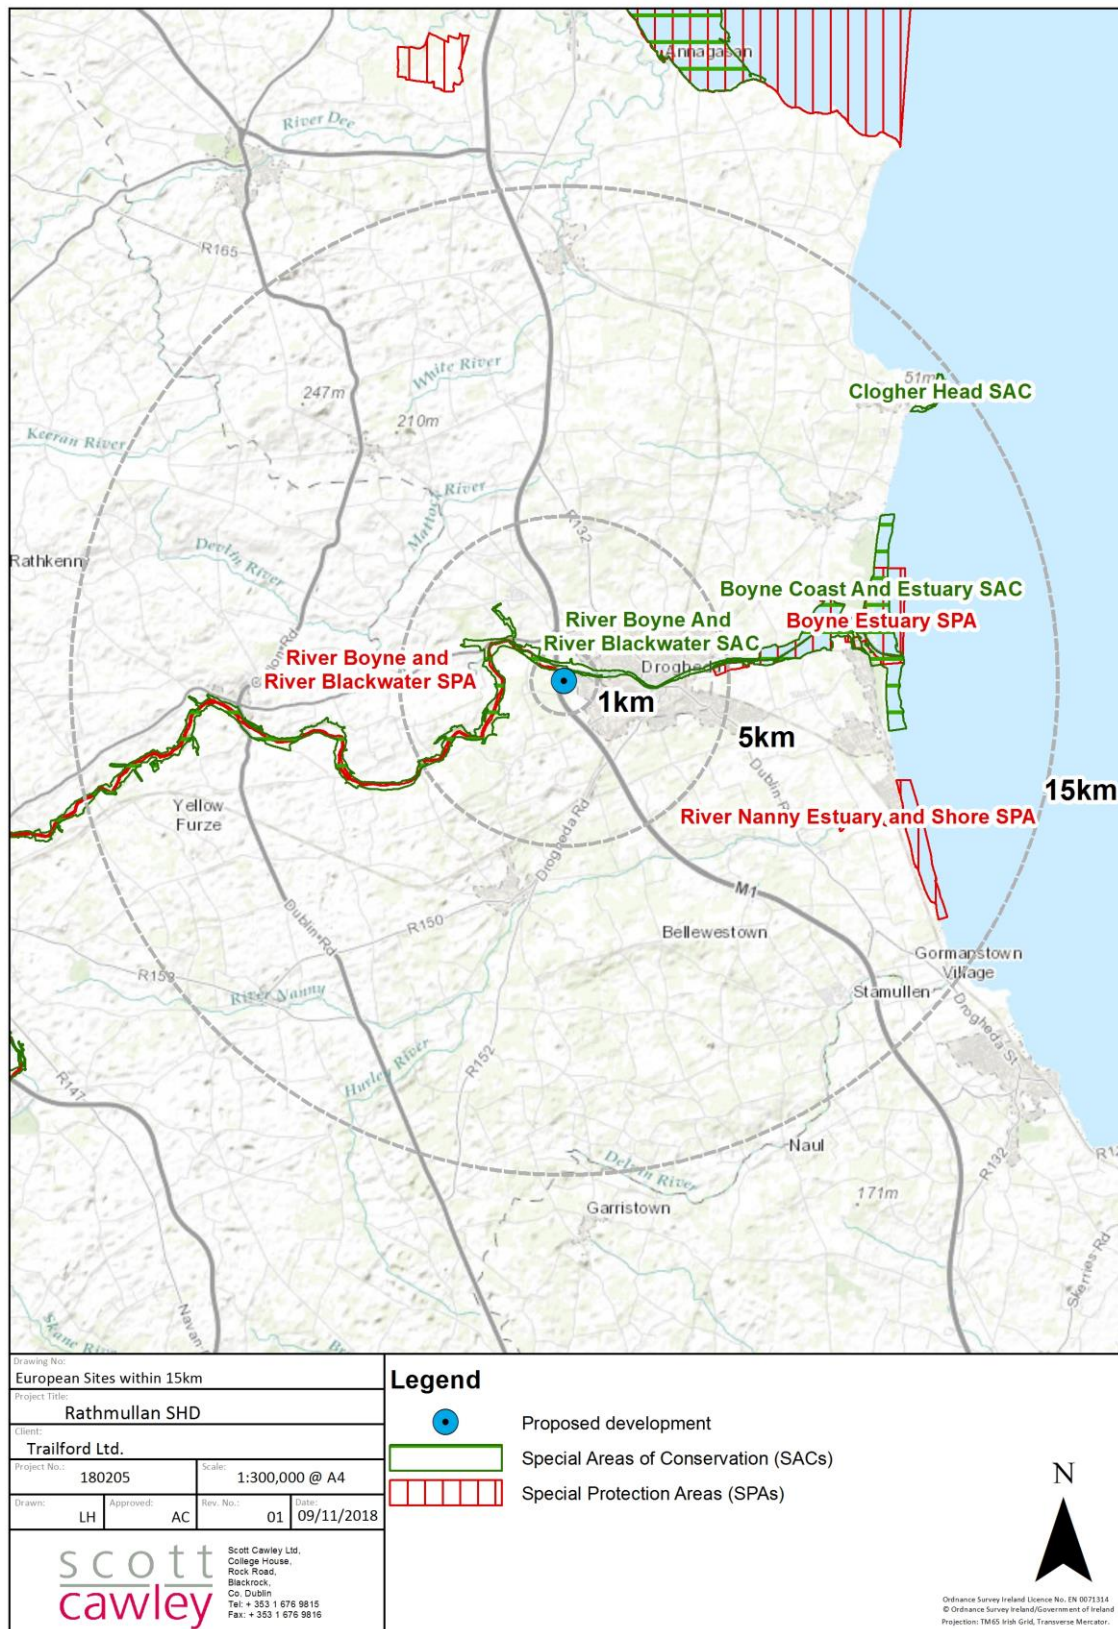 Annagasan
River Dee
R165
White River
51m
Clogher Head SAC
247m
210m
Keeran River
Mattock River
R132
Rathkenny
Devlin River
Boyne Coast And Estuary SAC
Boyne Estuary SPA
River Boyne And
River Blackwater SAC
River Boyne and
River Blackwater SPA
Drogheda
1km
5km
15km
Yellow
Furze
Dublin Rd
River Nanny Estuary and Shore SPA
Drogheda Rd
M1
R150
Dublin Rd
Bellewestown
Gormanstown
Village
R153
River Nanny
Stamullen
Drogheda St
R152
Hurley River
R147
Naul
R132
Delvin River
171m
Garristown
Skerries Rd
Navan
Skane River
Drawing No:
European Sites within 15km
Project Title:
Rathmullan SHD
Client:
Trailford Ltd.
Project No.: 180205
Scale: 1:300,000 @ A4
Drawn: LH
Approved: AC
Rev. No.: 01
Date: 09/11/2018
scott
cawley
Scott Cawley Ltd,
College House,
Rock Road,
Blackrock,
Co. Dublin
Tel: + 353 1 676 9815
Fax: + 353 1 676 9816
Legend
Proposed development
Special Areas of Conservation (SACs)
Special Protection Areas (SPAs)
N
Ordnance Survey Ireland Licence No. EN 0071314
© Ordnance Survey Ireland/Government of Ireland
Projection: TM65 Irish Grid, Transverse Mercator.